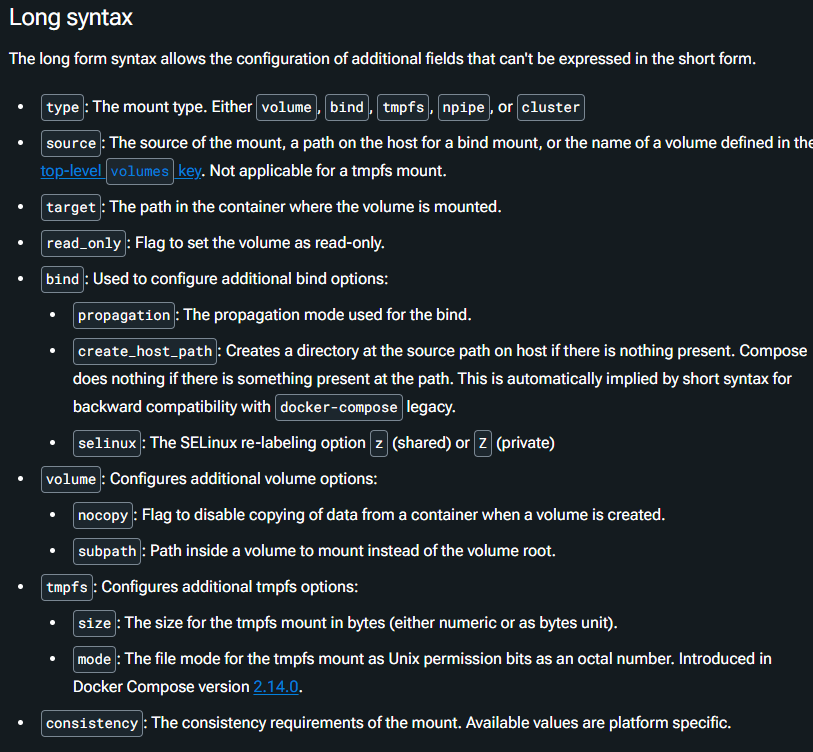 Long syntax
The long form syntax allows the configuration of additional fields that can't be expressed in the short form.
• type: The mount type. Either volume, bind, tmpfs, npipe, or cluster
• source: The source of the mount, a path on the host for a bind mount, or the name of a volume defined in the
top-level volumes key. Not applicable for a tmpfs mount.
• target: The path in the container where the volume is mounted.
• read_only: Flag to set the volume as read-only.
• bind: Used to configure additional bind options:
• propagation: The propagation mode used for the bind.
• create_host_path: Creates a directory at the source path on host if there is nothing present. Compose
does nothing if there is something present at the path. This is automatically implied by short syntax for
backward compatibility with docker-compose legacy.
• selinux: The SELinux re-labeling option z (shared) or Z (private)
• volume: Configures additional volume options:
• nocopy: Flag to disable copying of data from a container when a volume is created.
• subpath: Path inside a volume to mount instead of the volume root.
• tmpfs: Configures additional tmpfs options:
• size: The size for the tmpfs mount in bytes (either numeric or as bytes unit).
• mode: The file mode for the tmpfs mount as Unix permission bits as an octal number. Introduced in
Docker Compose version 2.14.0.
• consistency: The consistency requirements of the mount. Available values are platform specific.